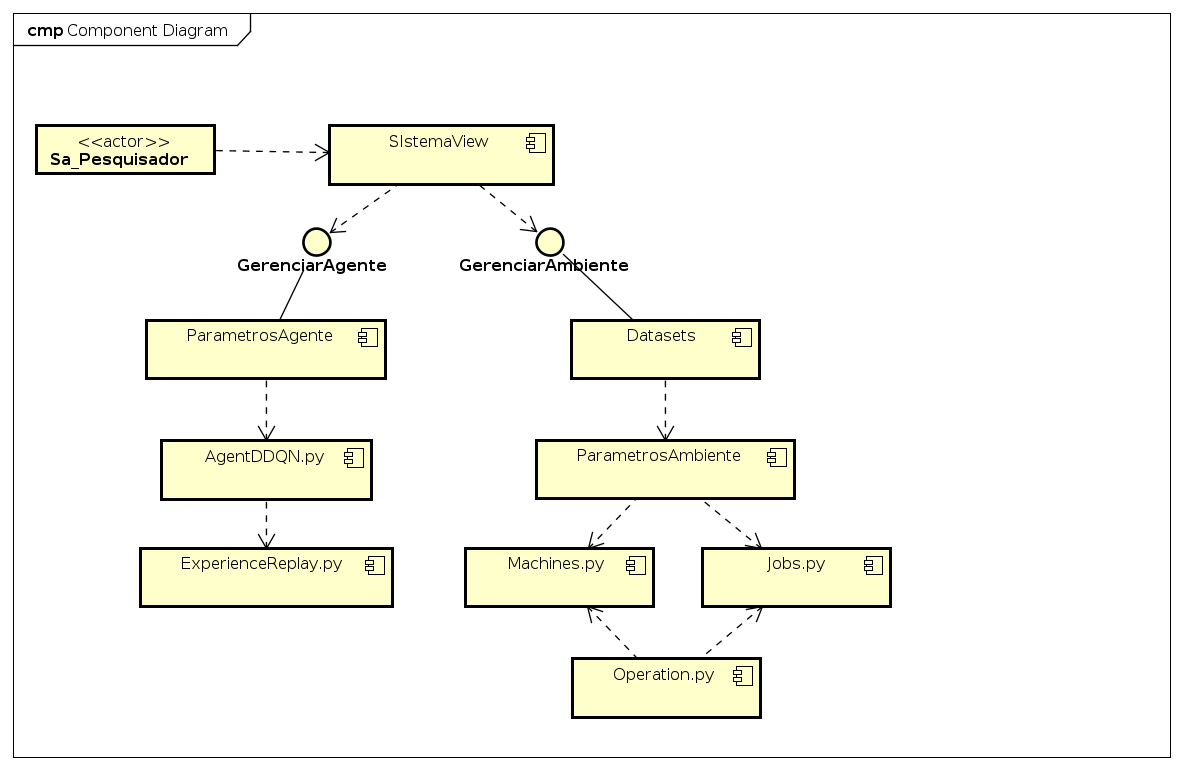 cmp Component Diagram
<<actor>>
Sa_Pesquisador
SIstemaView
GerenciarAgente
GerenciarAmbiente
ParametrosAgente
Datasets
AgentDDQN.py
ParametrosAmbiente
ExperienceReplay.py
Machines.py
Jobs.py
Operation.py